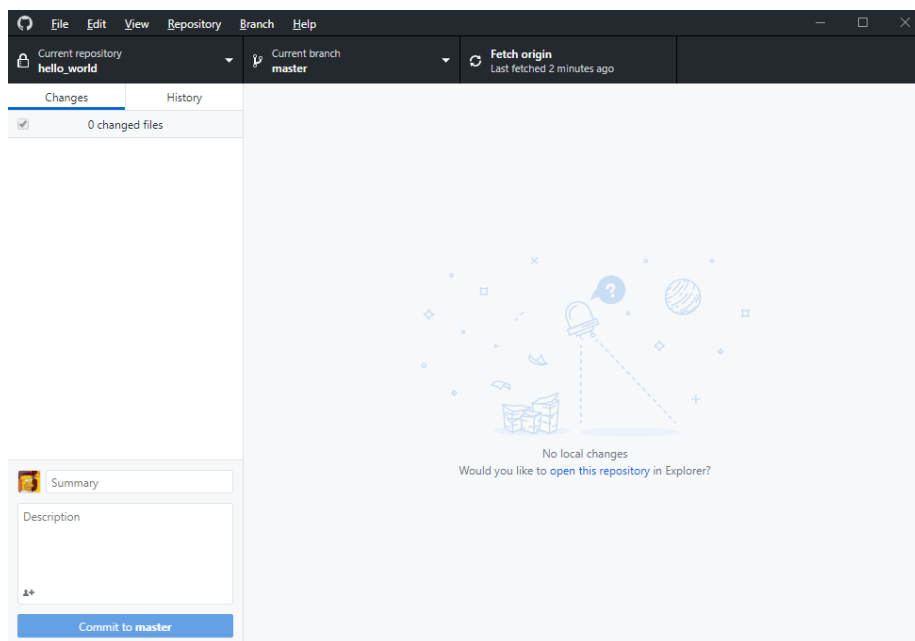 File Edit View Repository Branch Help
Current repository
hello_world
Current branch
master
Fetch origin
Last fetched 2 minutes ago
Changes History
0 changed files
?
No local changes
Would you like to open this repository in Explorer?
Summary
Description
Commit to master